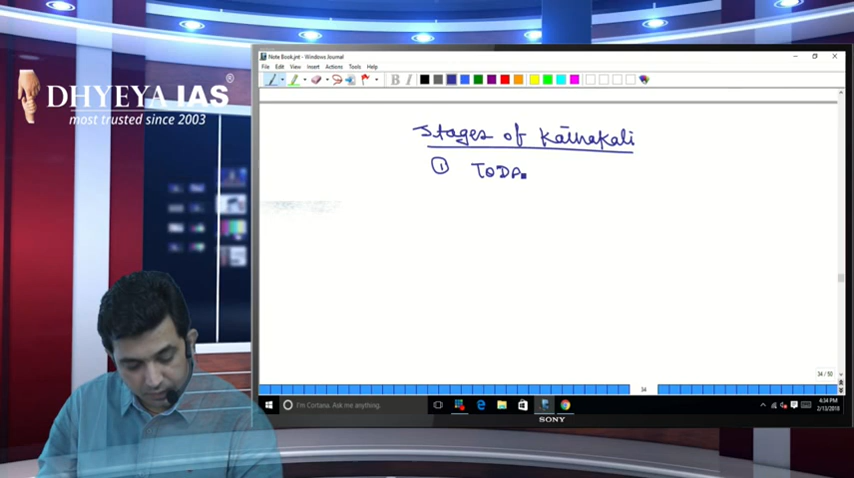 DHYEYA IAS®
most trusted since 2003
Note Book.jnt - Windows Journal
File Edit View Insert Actions Tools Help
B I
Stages of Kathakali
① TODA
34 / 50
34
I'm Cortana. Ask me anything.
4:34 PM
2/13/2018
SONY